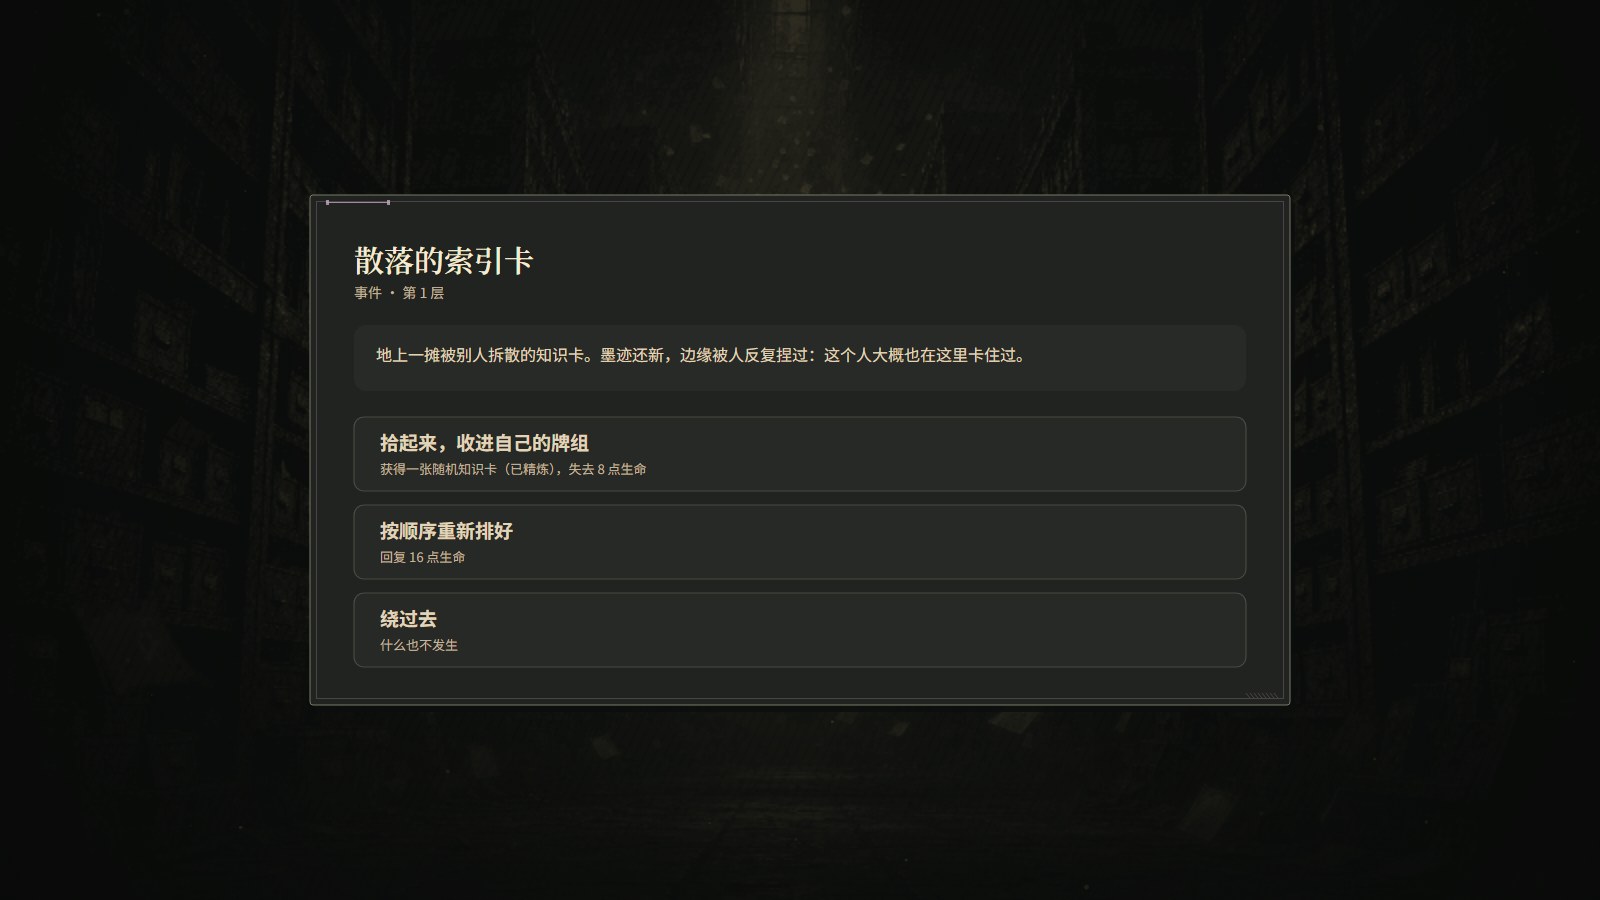 散落的索引卡
事件 · 第 1 层
地上一摊被别人拆散的知识卡。墨迹还新，边缘被人反复捏过：这个人大概也在这里卡住过。
拾起来，收进自己的牌组
获得一张随机知识卡（已精炼），失去 8 点生命
按顺序重新排好
回复 16 点生命
绕过去
什么也不发生